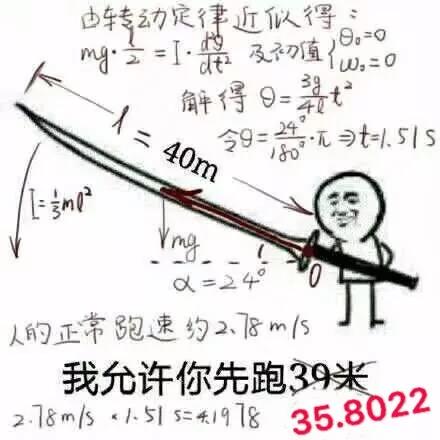 由转动定律近似得：
mg·l/2=I·d²θ/dt² 及初值{θ₀=0
ω₀=0
解得 θ=3g/4l t²
令θ=24°/180°·π⇒t=1.51s
l=40m
I=1/3ml²
mg
α=24°
O
人的正常跑速约2.78m/s
我允许你先跑39米
35.8022
2.78m/s×1.51s=4.1978